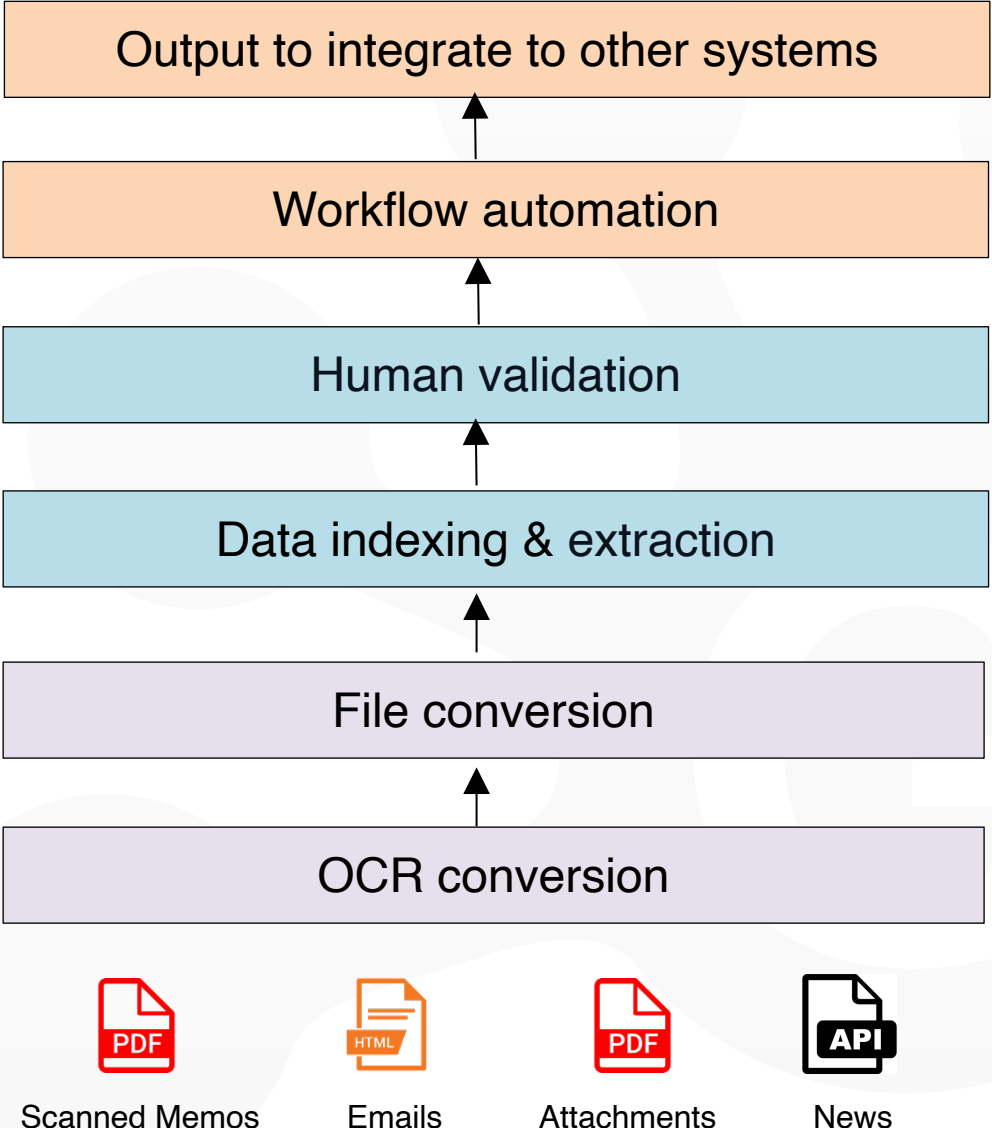 Output to integrate to other systems
Workflow automation
Human validation
Data indexing & extraction
File conversion
OCR conversion
PDF
HTML
PDF
API
Scanned Memos
Emails
Attachments
News